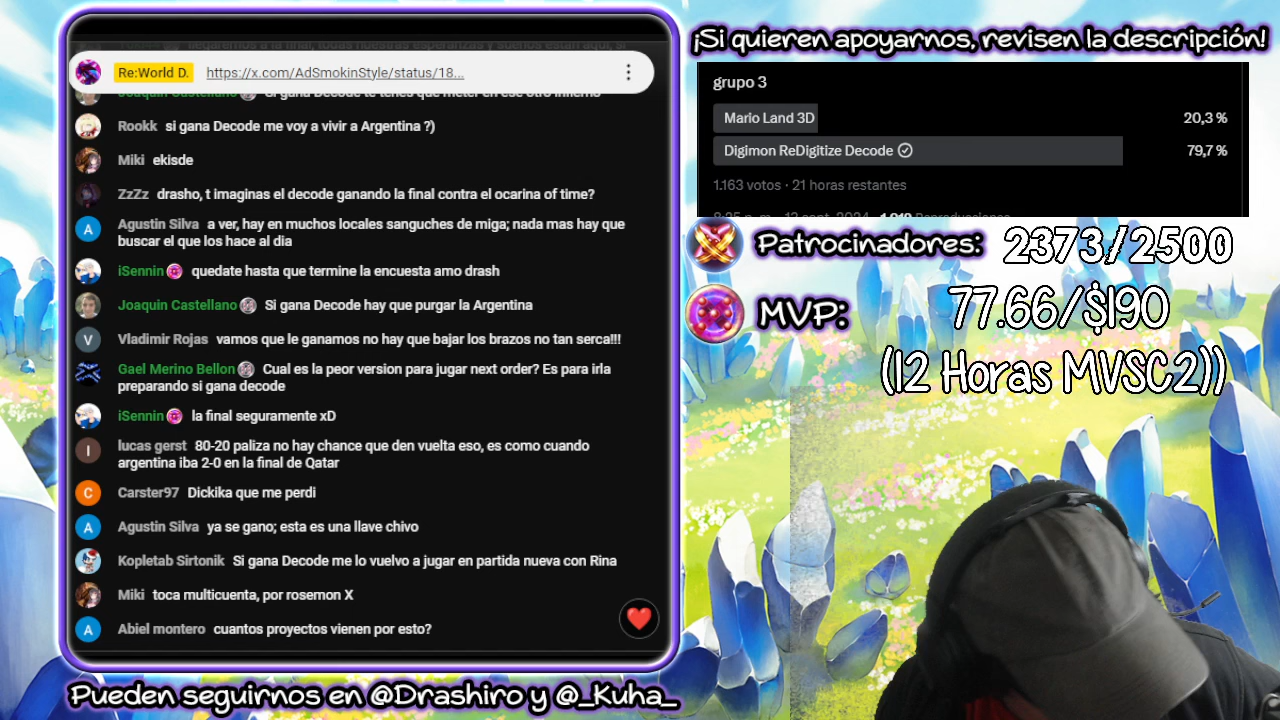 ¡Si quieren apoyarnos, revisen la descripción!
Re:World D. https://x.com/AdSmokinStyle/status/18...
Joaquin Castellano Si gana Decode te tenes que meter en ese otro infierno
Rookk si gana Decode me voy a vivir a Argentina ?)
Miki ekisde
ZzZz drasho, t imaginas el decode ganando la final contra el ocarina of time?
Agustin Silva a ver, hay en muchos locales sanguches de miga; nada mas hay que
buscar el que los hace al dia
iSennin quedate hasta que termine la encuesta amo drash
Joaquin Castellano Si gana Decode hay que purgar la Argentina
V Vladimir Rojas vamos que le ganamos no hay que bajar los brazos no tan serca!!!
Gael Merino Bellon Cual es la peor version para jugar next order? Es para irla
preparando si gana decode
iSennin la final seguramente xD
l lucas gerst 80-20 paliza no hay chance que den vuelta eso, es como cuando
argentina iba 2-0 en la final de Qatar
C Carster97 Dickika que me perdi
A Agustin Silva ya se gano; esta es una llave chivo
Kopletab Sirtonik Si gana Decode me lo vuelvo a jugar en partida nueva con Rina
Miki toca multicuenta, por rosemon X
A Abiel montero cuantos proyectos vienen por esto?
Pueden seguirnos en @Drashiro y @_Kuha_
grupo 3
Mario Land 3D 20,3 %
Digimon ReDigitize Decode 79,7 %
1.163 votos · 21 horas restantes
Patrocinadores: 2373/2500
MVP: 77.66/$190
(12 Horas MVSC2))